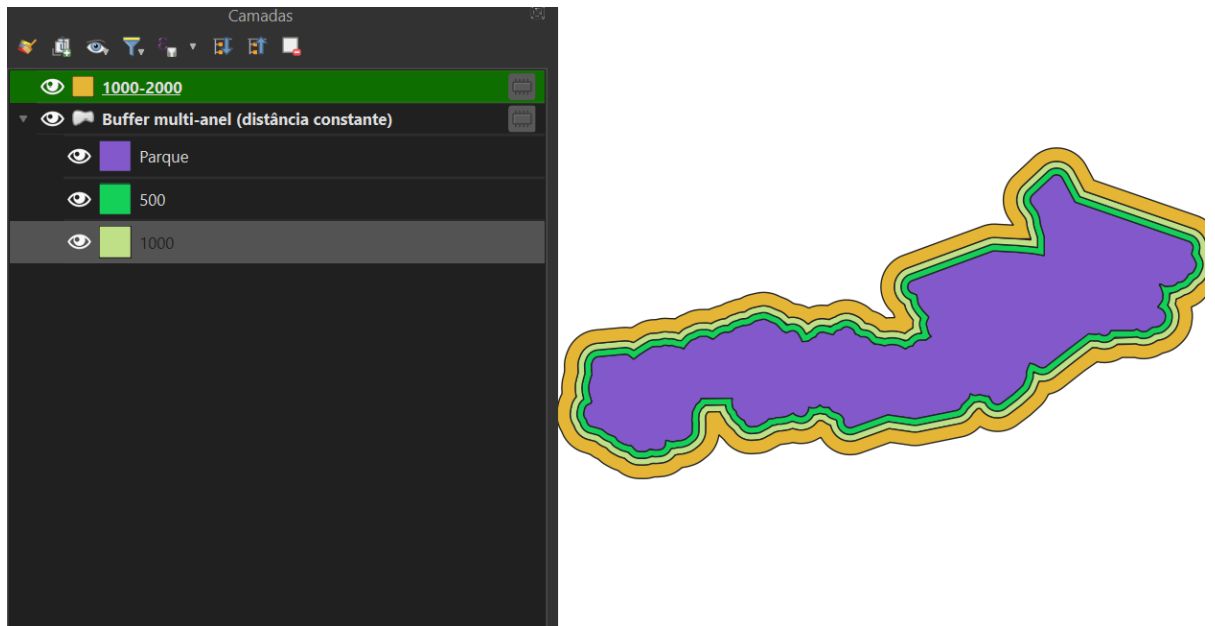 Camadas
1000-2000
Buffer multi-anel (distância constante)
Parque
500
1000